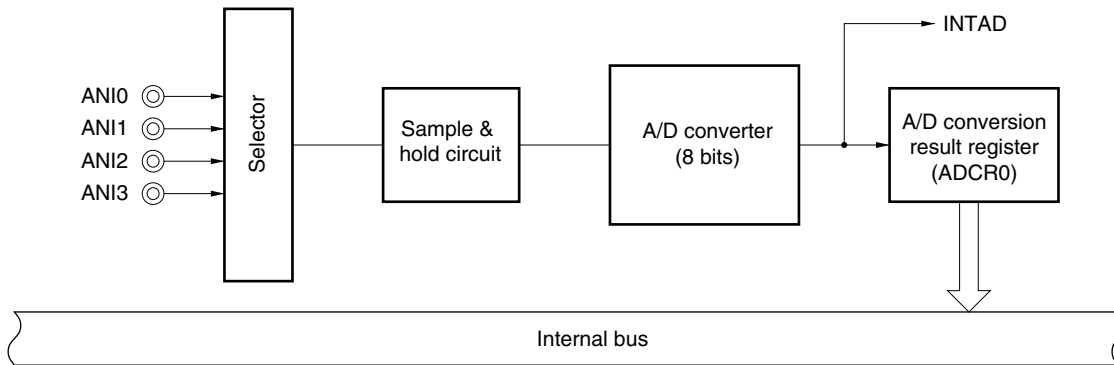 INTAD
ANI0
ANI1
ANI2
ANI3
Selector
Sample &
hold circuit
A/D converter
(8 bits)
A/D conversion
result register
(ADCR0)
Internal bus